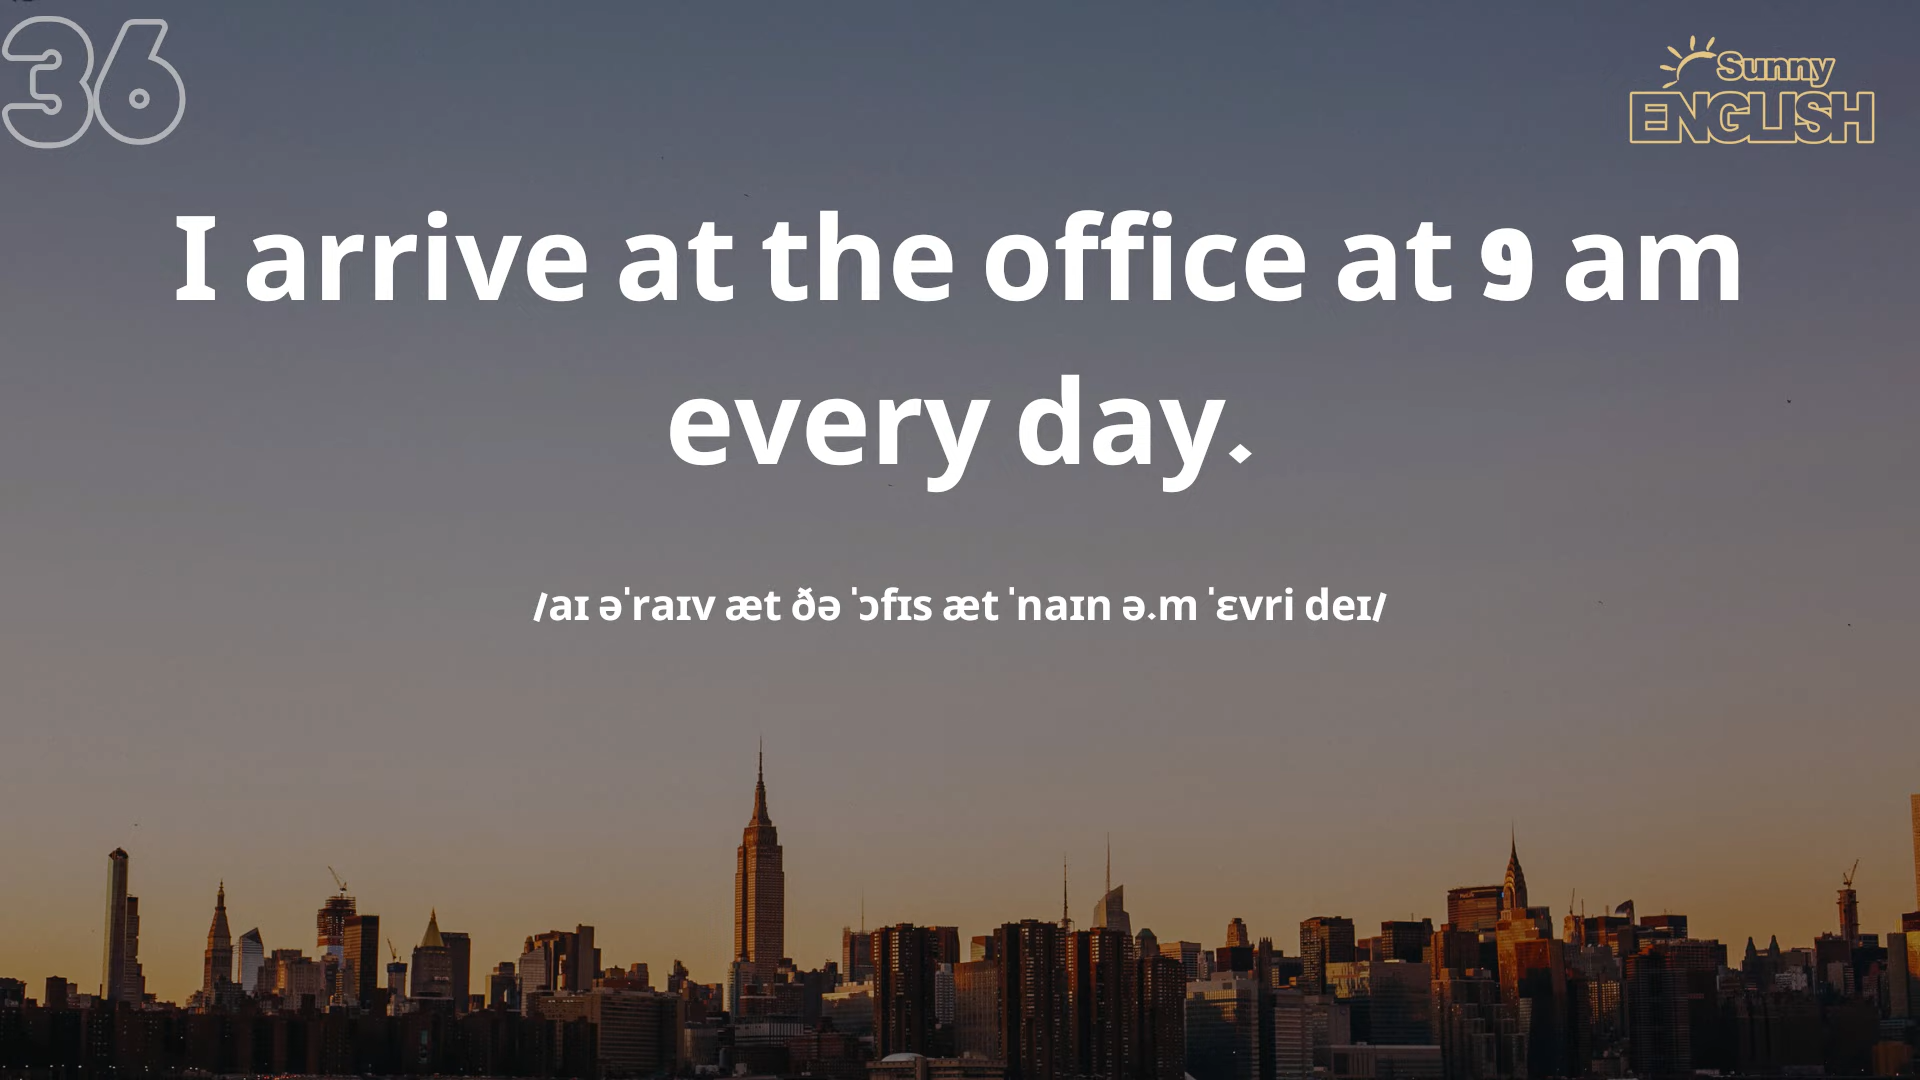 36
Sunny
ENGLISH
I arrive at the office at 9 am
every day.
/aɪ əˈraɪv æt ðə ˈɔfɪs æt ˈnaɪn ə.m ˈɛvri deɪ/